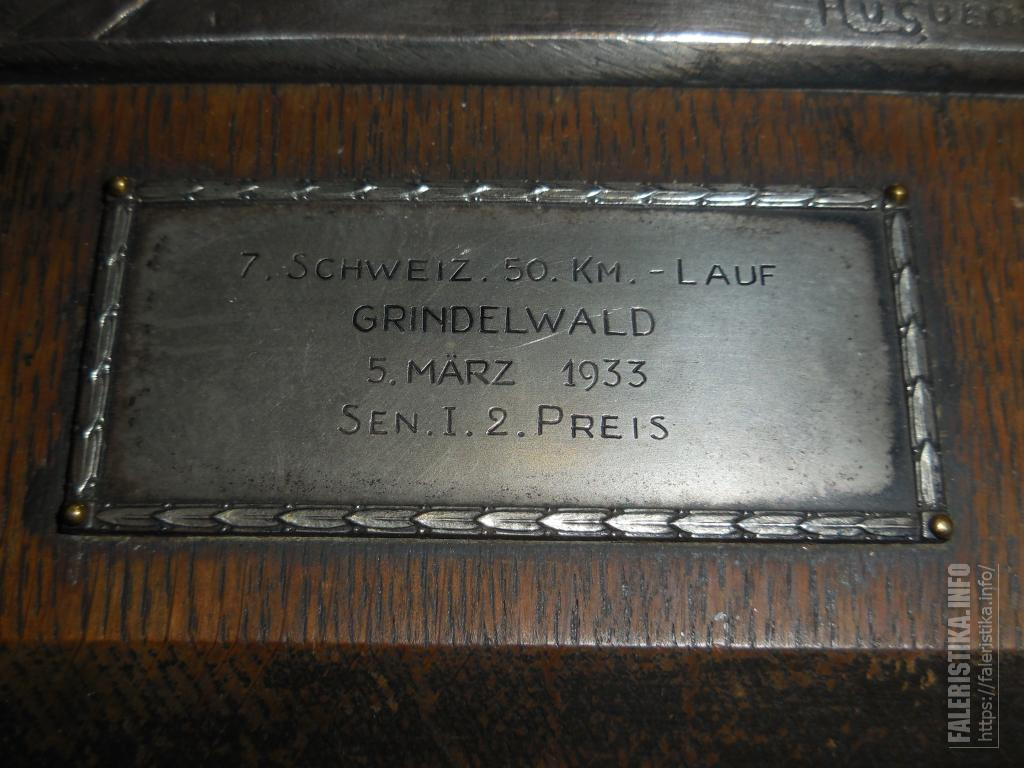 7. SCHWEIZ. 50. KM. - LAUF
GRINDELWALD
5. MÄRZ 1933
SEN. I. 2. PREIS
FALERISTIKA.INFO
https://faleristika.info/